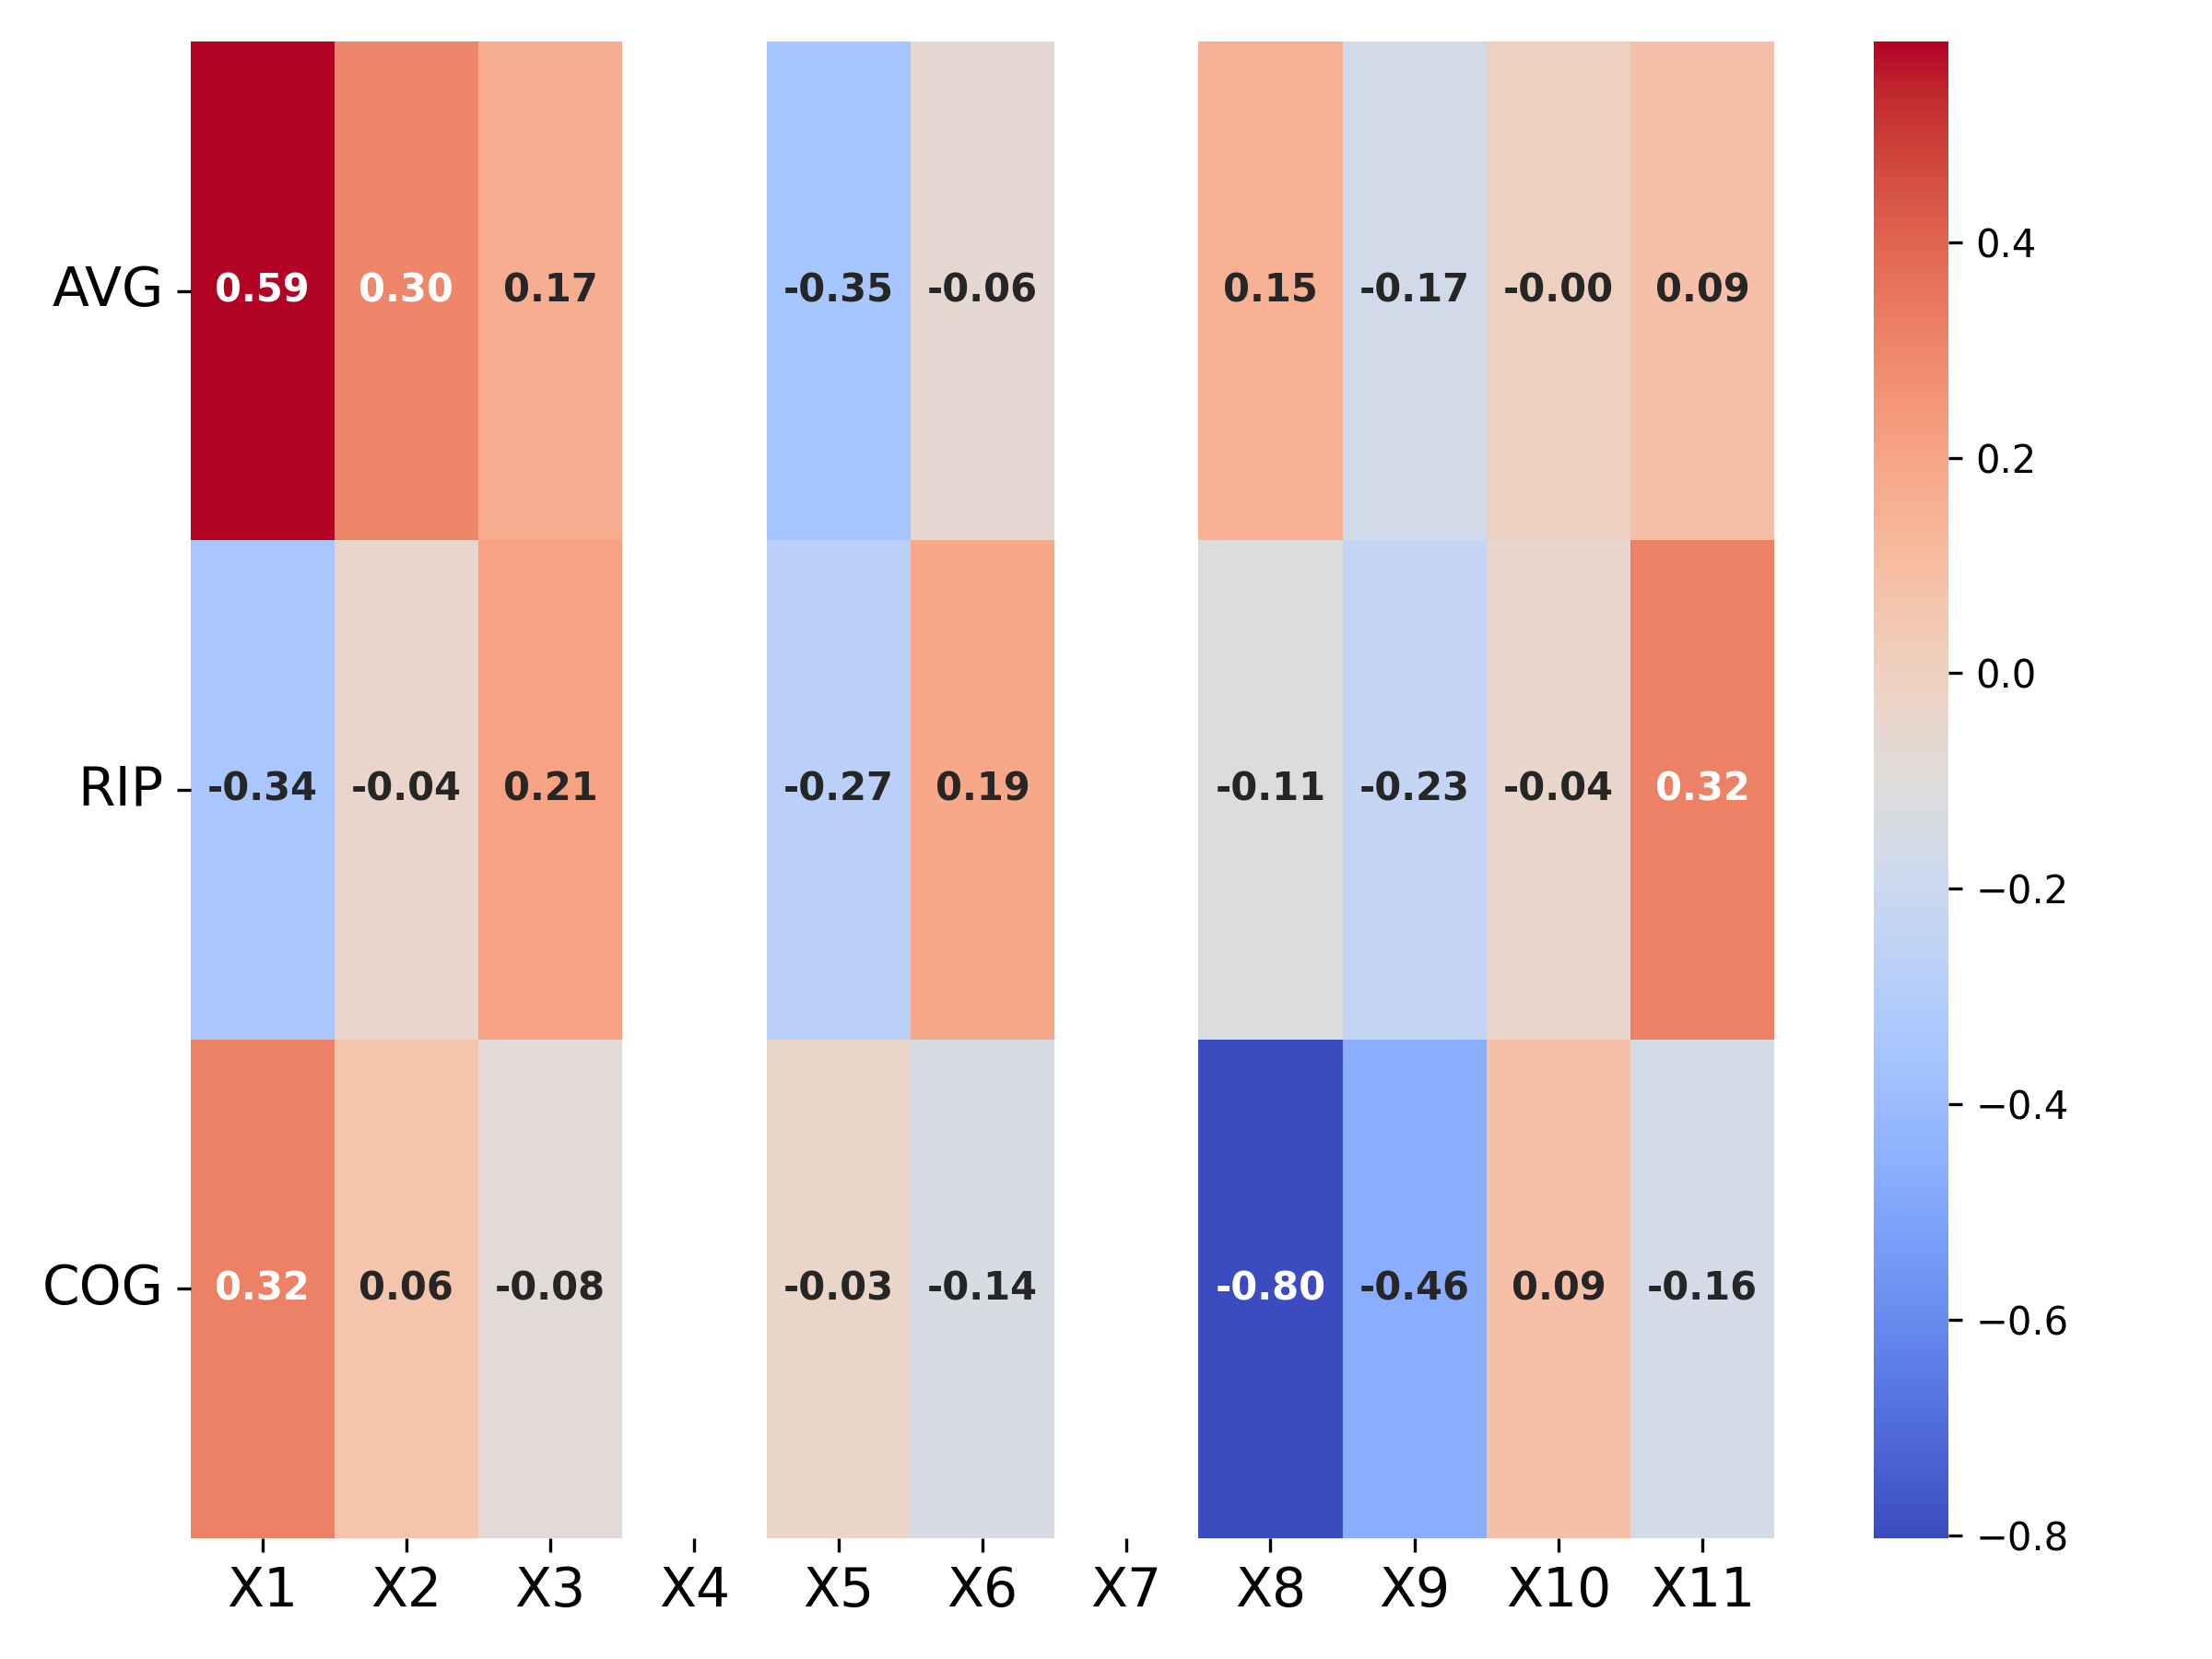 AVG 0.59 0.30 0.17 -0.35 -0.06 0.15 -0.17 -0.00 0.09
RIP -0.34 -0.04 0.21 -0.27 0.19 -0.11 -0.23 -0.04 0.32
COG 0.32 0.06 -0.08 -0.03 -0.14 -0.80 -0.46 0.09 -0.16
X1 X2 X3 X4 X5 X6 X7 X8 X9 X10 X11
0.4
0.2
0.0
−0.2
−0.4
−0.6
−0.8